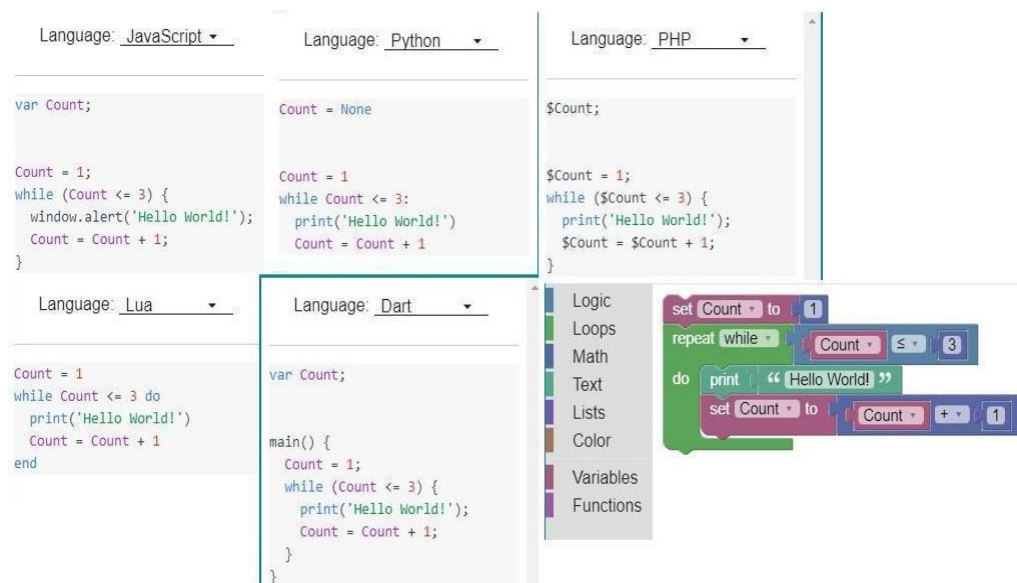 Language: JavaScript
var Count;
Count = 1;
while (Count <= 3) {
  window.alert('Hello World!');
  Count = Count + 1;
}
Language: Python
Count = None
Count = 1
while Count <= 3:
  print('Hello World!')
  Count = Count + 1
Language: PHP
$Count;
$Count = 1;
while ($Count <= 3) {
  print('Hello World!');
  $Count = $Count + 1;
}
Language: Lua
Count = 1
while Count <= 3 do
  print('Hello World!')
  Count = Count + 1
end
Language: Dart
var Count;
main() {
  Count = 1;
  while (Count <= 3) {
    print('Hello World!');
    Count = Count + 1;
  }
}
Logic
Loops
Math
Text
Lists
Color
Variables
Functions
set Count to 1
repeat while Count ≤ 3
do print “ Hello World! ”
set Count to Count + 1